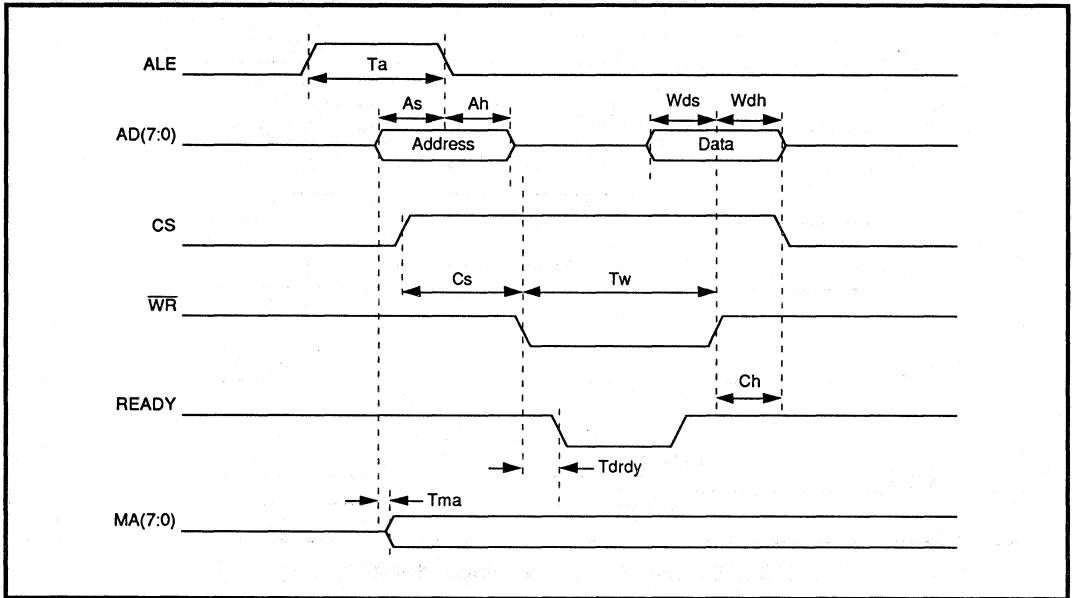 ALE
Ta
As Ah Wds Wdh
AD(7:0) Address Data
CS
Cs Tw
WR
Ch
READY
Tdrdy
Tma
MA(7:0)